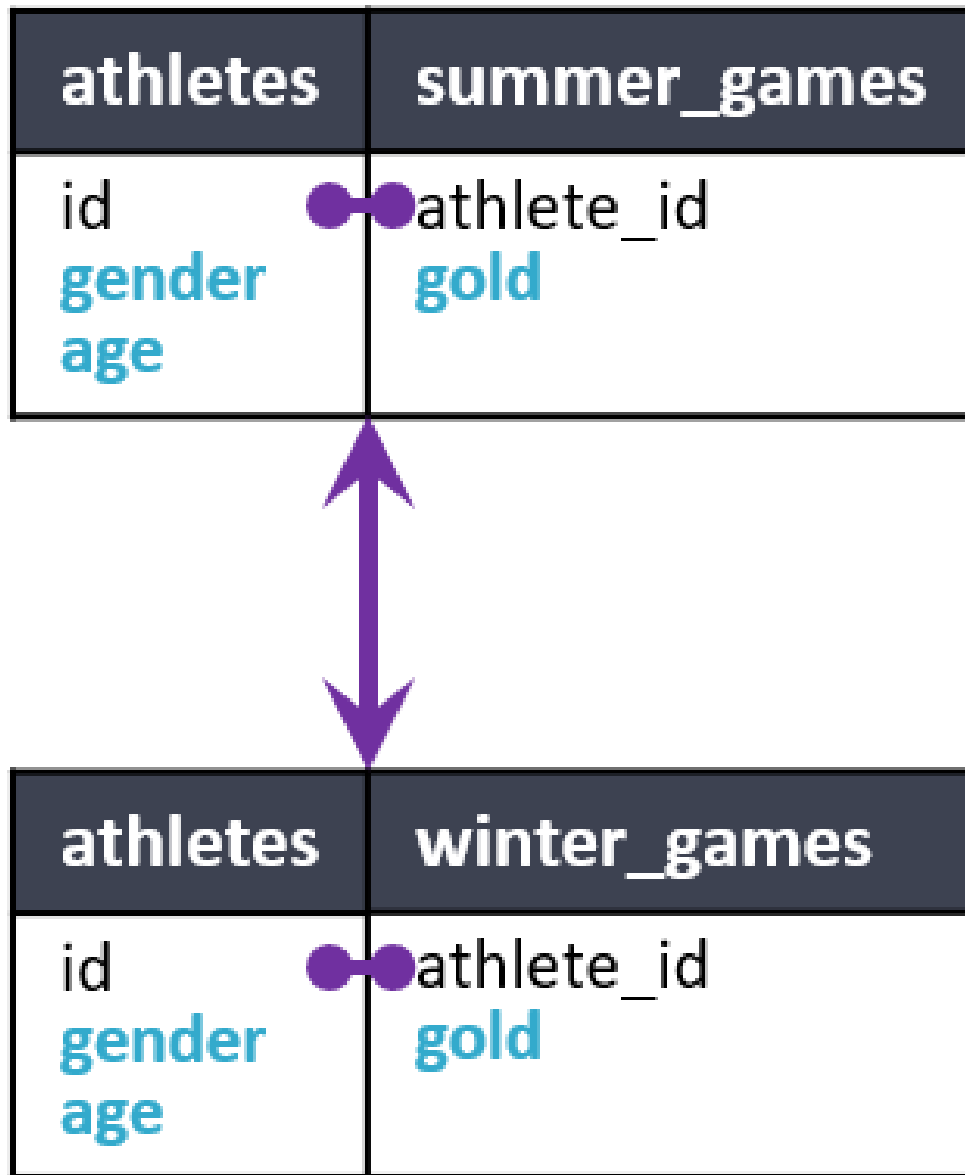 athletes summer_games
id athlete_id
gender gold
age
athletes winter_games
id athlete_id
gender gold
age